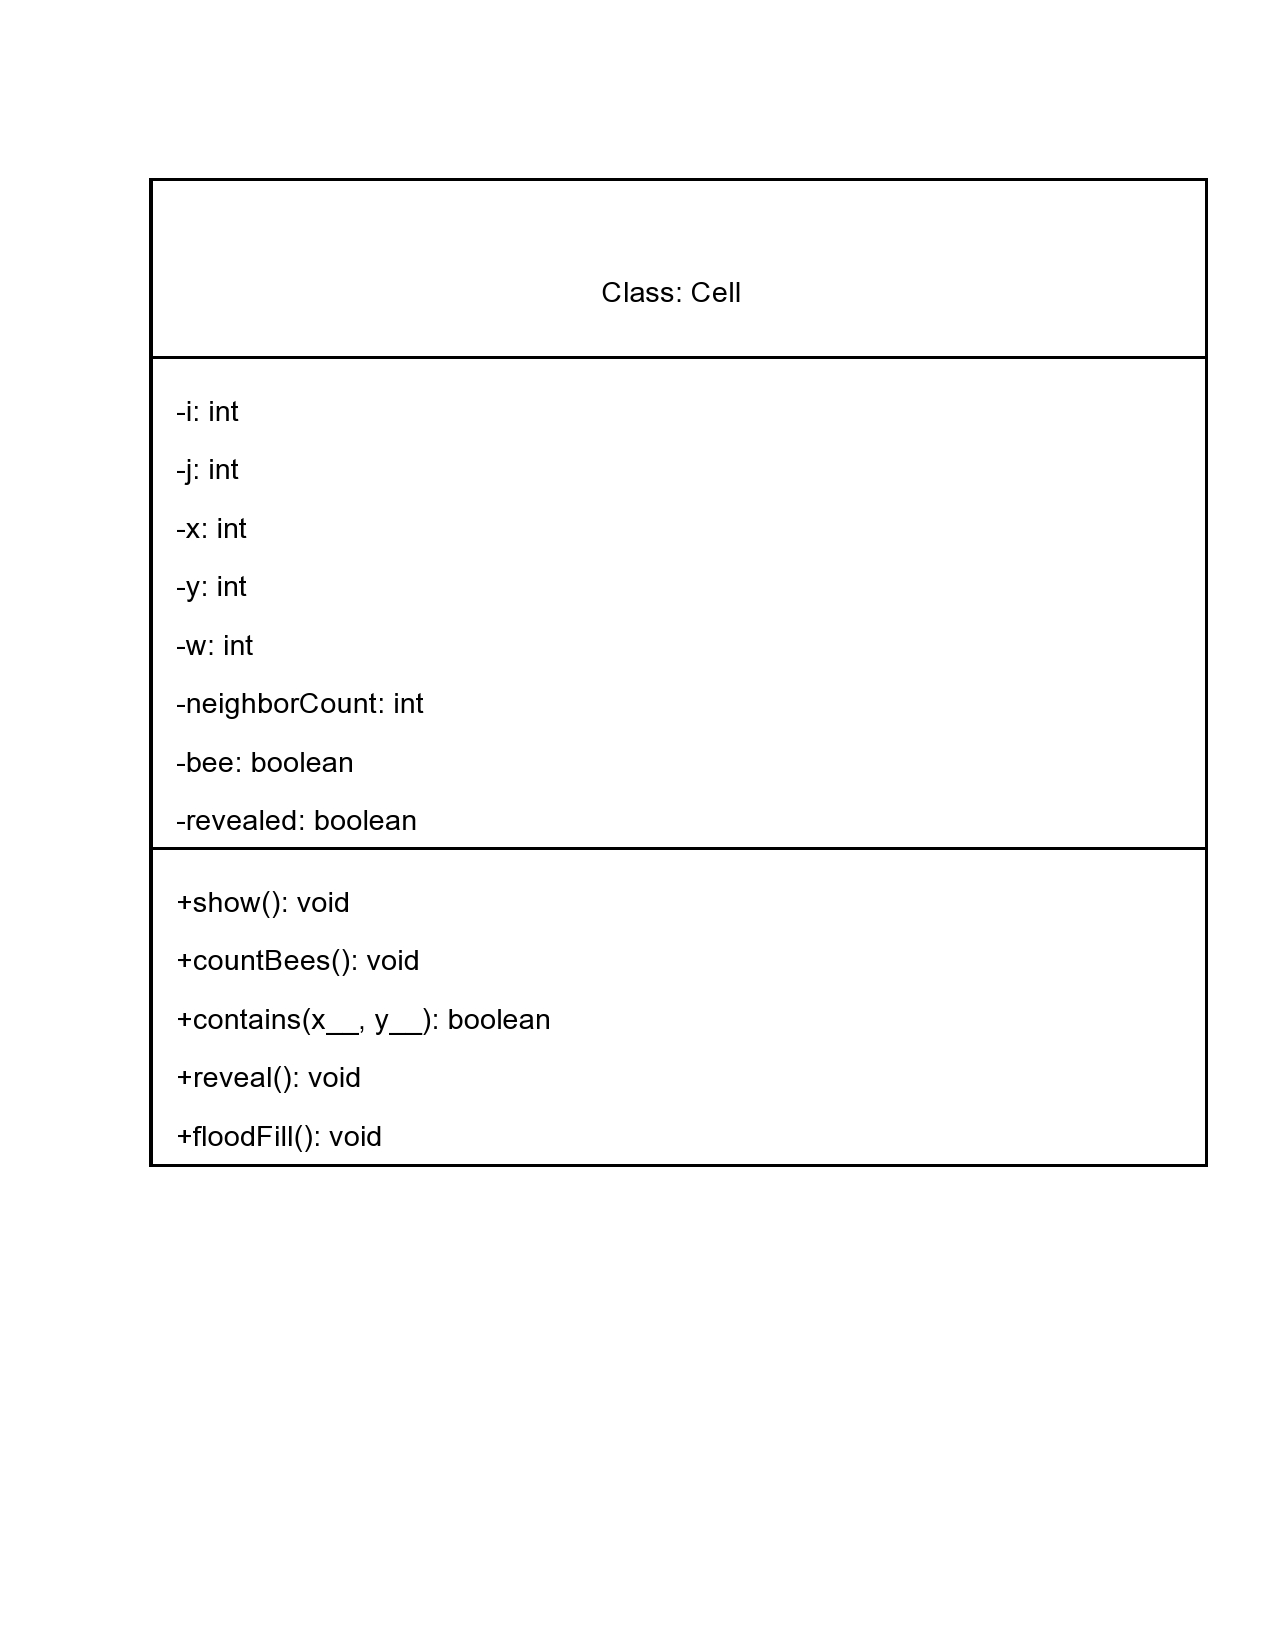 Class: Cell
-i: int
-j: int
-x: int
-y: int
-w: int
-neighborCount: int
-bee: boolean
-revealed: boolean
+show(): void
+countBees(): void
+contains(x__, y__): boolean
+reveal(): void
+floodFill(): void